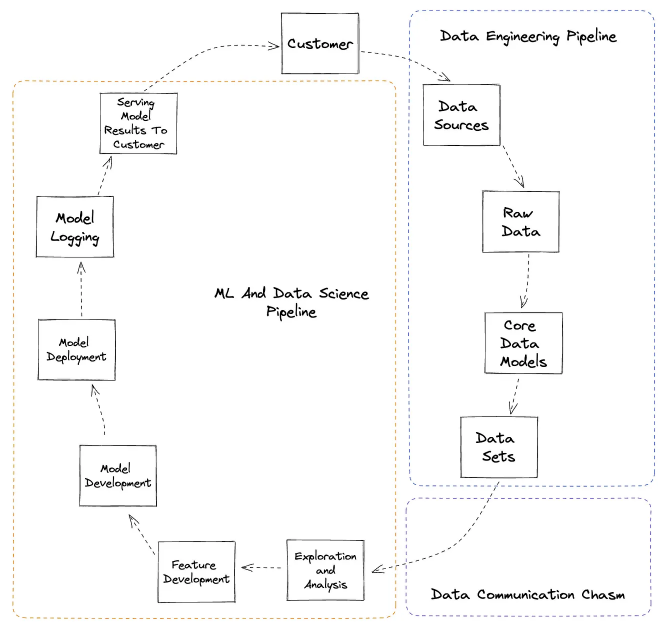 Customer
Data Engineering Pipeline
Serving
Model
Results To
Customer
Data
Sources
Model
Logging
Raw
Data
ML And Data Science
Pipeline
Core
Data
Models
Model
Deployment
Data
Sets
Model
Development
Exploration
and
Analysis
Feature
Development
Data Communication Chasm